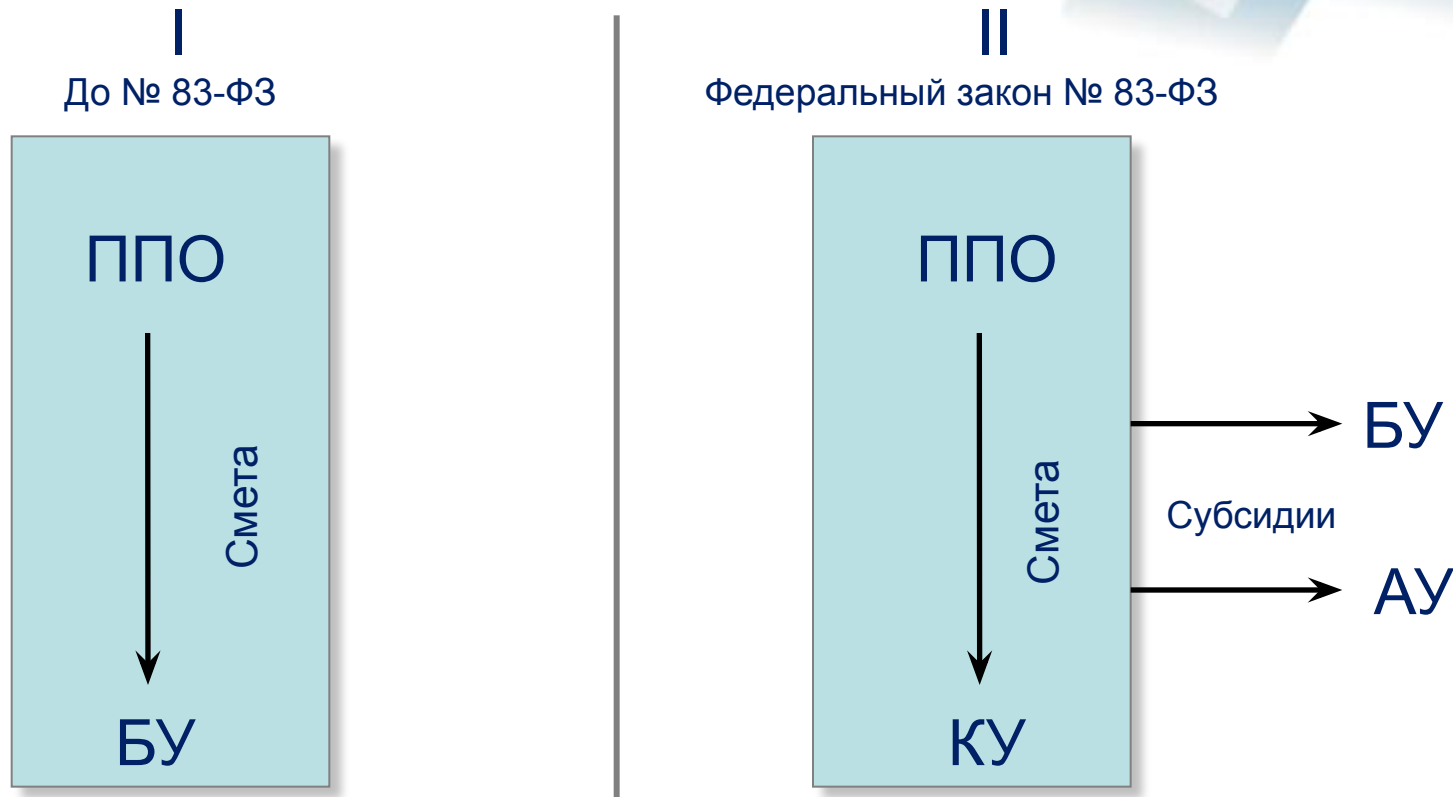 I
До № 83-ФЗ
ППО
Смета
БУ
II
Федеральный закон № 83-ФЗ
ППО
Смета
КУ
БУ
Субсидии
АУ